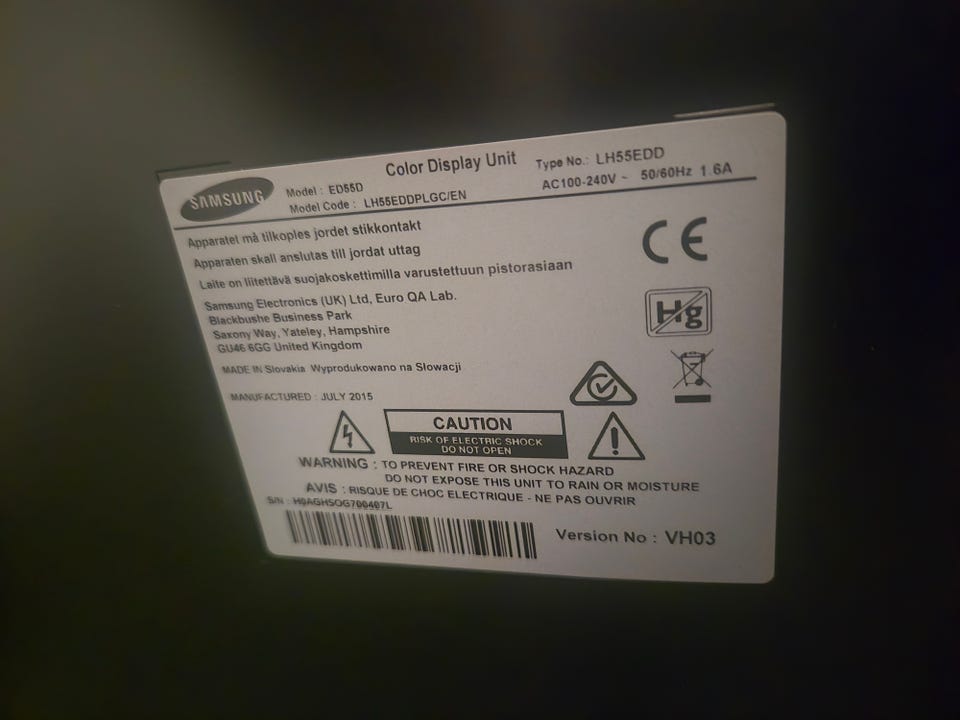 SAMSUNG
Color Display Unit
Model : ED55D
Type No.: LH55EDD
Model Code : LH55EDDPLGC/EN
AC100-240V ~ 50/60Hz 1.6A
Apparatet må tilkoples jordet stikkontakt
Apparaten skall anslutas till jordat uttag
Laite on liitettävä suojakoskettimilla varustettuun pistorasiaan
CE
Samsung Electronics (UK) Ltd, Euro QA Lab.
Blackbushe Business Park
Saxony Way, Yateley, Hampshire
GU46 6GG United Kingdom
Hg
MADE IN Slovakia Wyprodukowano na Slowacji
MANUFACTURED : JULY 2015
CAUTION
RISK OF ELECTRIC SHOCK
DO NOT OPEN
WARNING : TO PREVENT FIRE OR SHOCK HAZARD
DO NOT EXPOSE THIS UNIT TO RAIN OR MOISTURE
AVIS : RISQUE DE CHOC ELECTRIQUE - NE PAS OUVRIR
S/N : H0AGHSOG700407L
Version No : VH03